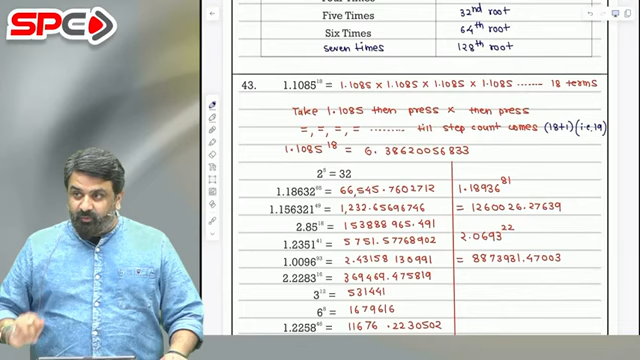 SPC
Four Times
Five Times 32nd root
Six Times 64th root
seven times 128th root
43. 1.1085^18 = 1.1085 × 1.1085 × 1.1085 × 1.1085 ....... 18 terms
Take 1.1085 then press × then press
=, =, =, = ......... till step count comes (18+1) (i.e. 19)
1.1085^18 = 6.38620056833
2^5 = 32
1.18632^65 = 66,545.7602712
1.156321^49 = 1,232.65696746
2.85^18 = 153888965.491
1.2351^41 = 5751.57768902
1.0096^93 = 2.43158130991
2.2283^16 = 369469.475819
3^12 = 531441
6^8 = 1679616
1.2258^46 = 11676.2230502
1.18936^81
= 1260026.27639
2.0693^22
= 8873931.47003